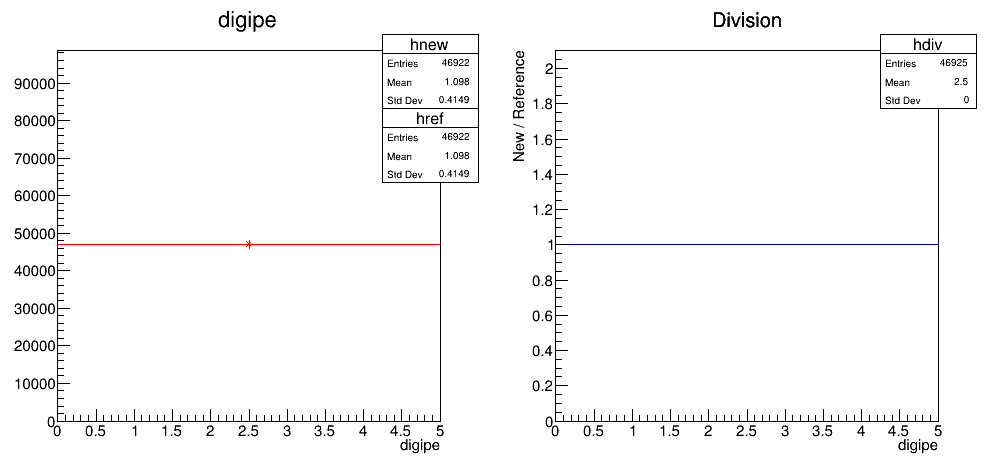 digipe
hnew
Entries 46922
Mean 1.098
Std Dev 0.4149
href
Entries 46922
Mean 1.098
Std Dev 0.4149
90000
80000
70000
60000
50000
40000
30000
20000
10000
0
0 0.5 1 1.5 2 2.5 3 3.5 4 4.5 5
digipe
Division
hdiv
Entries 46925
Mean 2.5
Std Dev 0
New / Reference
2
1.8
1.6
1.4
1.2
1
0.8
0.6
0.4
0.2
0
0 0.5 1 1.5 2 2.5 3 3.5 4 4.5 5
digipe